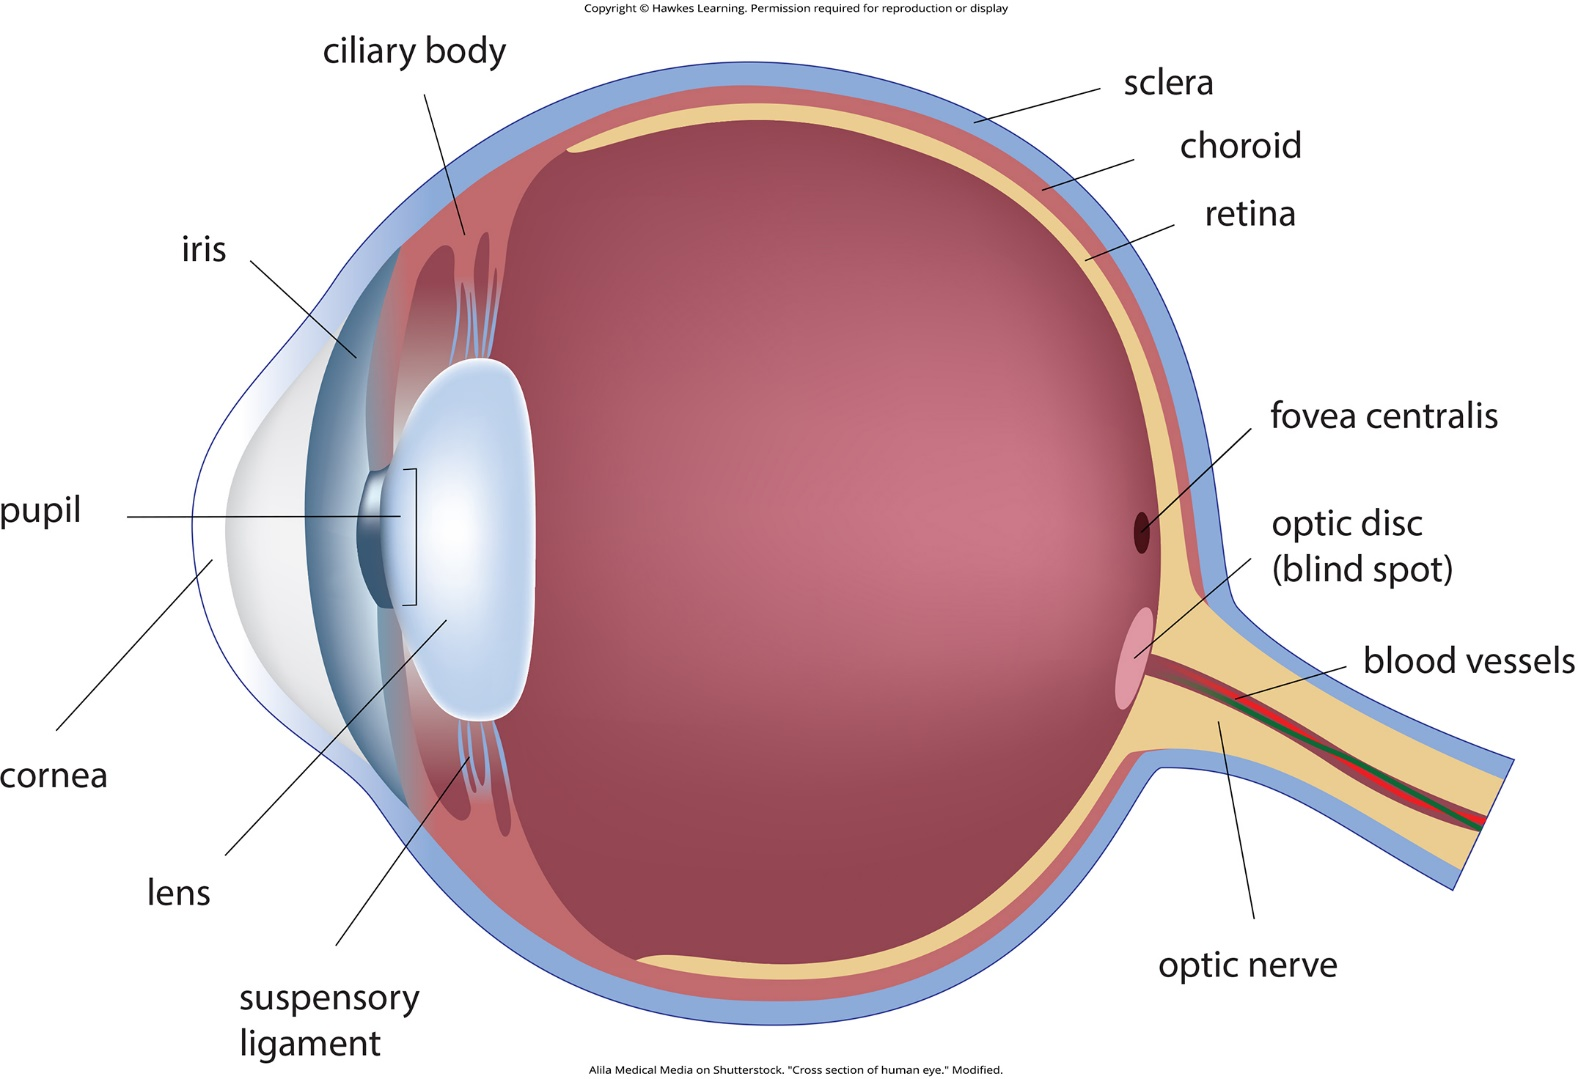 Copyright © Hawkes Learning. Permission required for reproduction or display
ciliary body
sclera
choroid
retina
iris
fovea centralis
pupil
optic disc
(blind spot)
blood vessels
cornea
lens
optic nerve
suspensory
ligament
Alila Medical Media on Shutterstock. "Cross section of human eye." Modified.